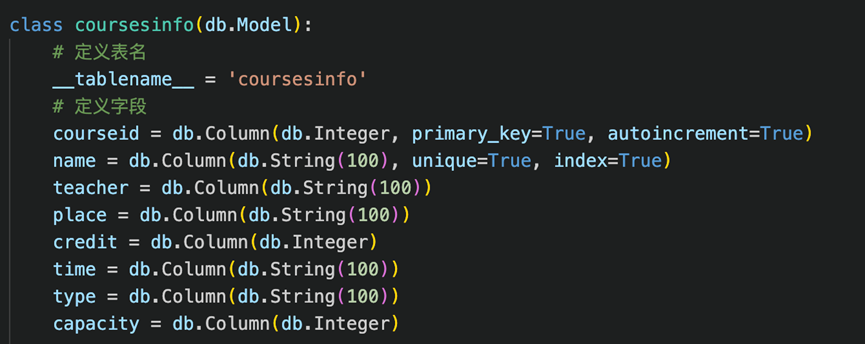 class coursesinfo(db.Model):
# 定义表名
__tablename__ = 'coursesinfo'
# 定义字段
courseid = db.Column(db.Integer, primary_key=True, autoincrement=True)
name = db.Column(db.String(100), unique=True, index=True)
teacher = db.Column(db.String(100))
place = db.Column(db.String(100))
credit = db.Column(db.Integer)
time = db.Column(db.String(100))
type = db.Column(db.String(100))
capacity = db.Column(db.Integer)